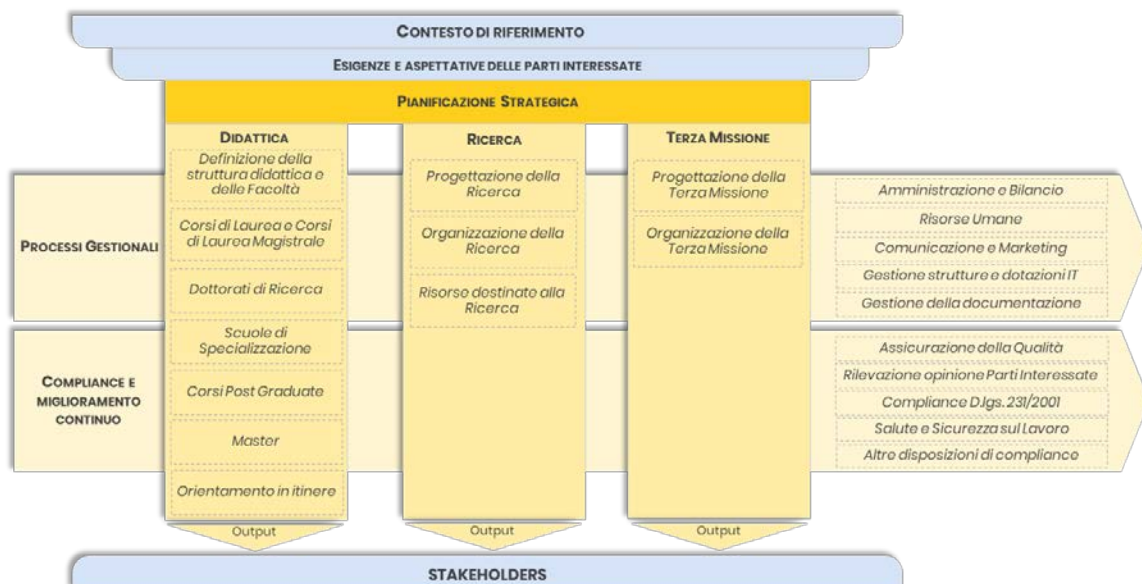 CONTESTO DI RIFERIMENTO
ESIGENZE E ASPETTATIVE DELLE PARTI INTERESSATE
PIANIFICAZIONE STRATEGICA
DIDATTICA
Definizione della
struttura didattica e
delle Facoltà
Corsi di Laurea e Corsi
di Laurea Magistrale
Dottorati di Ricerca
Scuole di
Specializzazione
Corsi Post Graduate
Master
Orientamento in itinere
Output
RICERCA
Progettazione della
Ricerca
Organizzazione della
Ricerca
Risorse destinate alla
Ricerca
Output
TERZA MISSIONE
Progettazione della
Terza Missione
Organizzazione della
Terza Missione
Output
PROCESSI GESTIONALI
Amministrazione e Bilancio
Risorse Umane
Comunicazione e Marketing
Gestione strutture e dotazioni IT
Gestione della documentazione
COMPLIANCE E
MIGLIORAMENTO
CONTINUO
Assicurazione della Qualità
Rilevazione opinione Parti Interessate
Compliance D.lgs. 231/2001
Salute e Sicurezza sul Lavoro
Altre disposizioni di compliance
STAKEHOLDERS